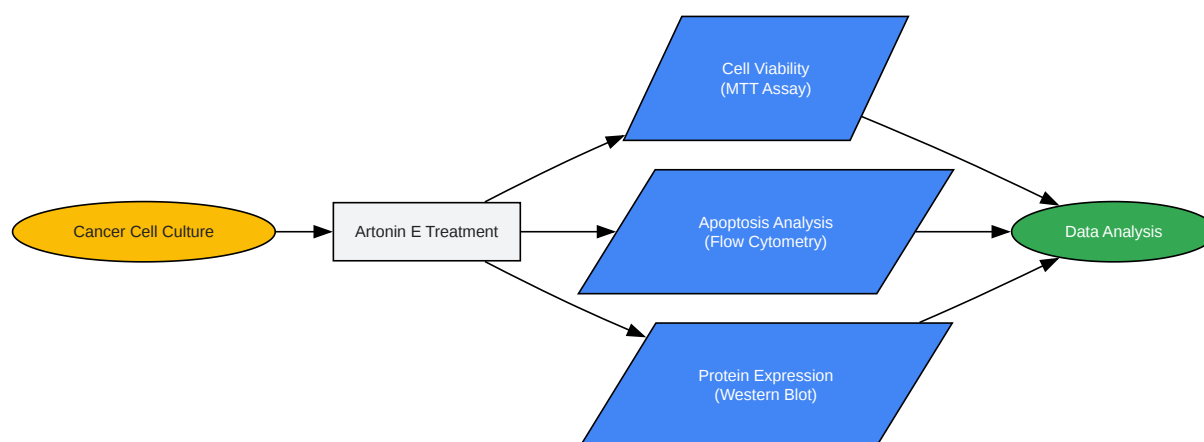 Cell Viability
(MTT Assay)
Cancer Cell Culture
Artonin E Treatment
Apoptosis Analysis
(Flow Cytometry)
Data Analysis
Protein Expression
(Western Blot)